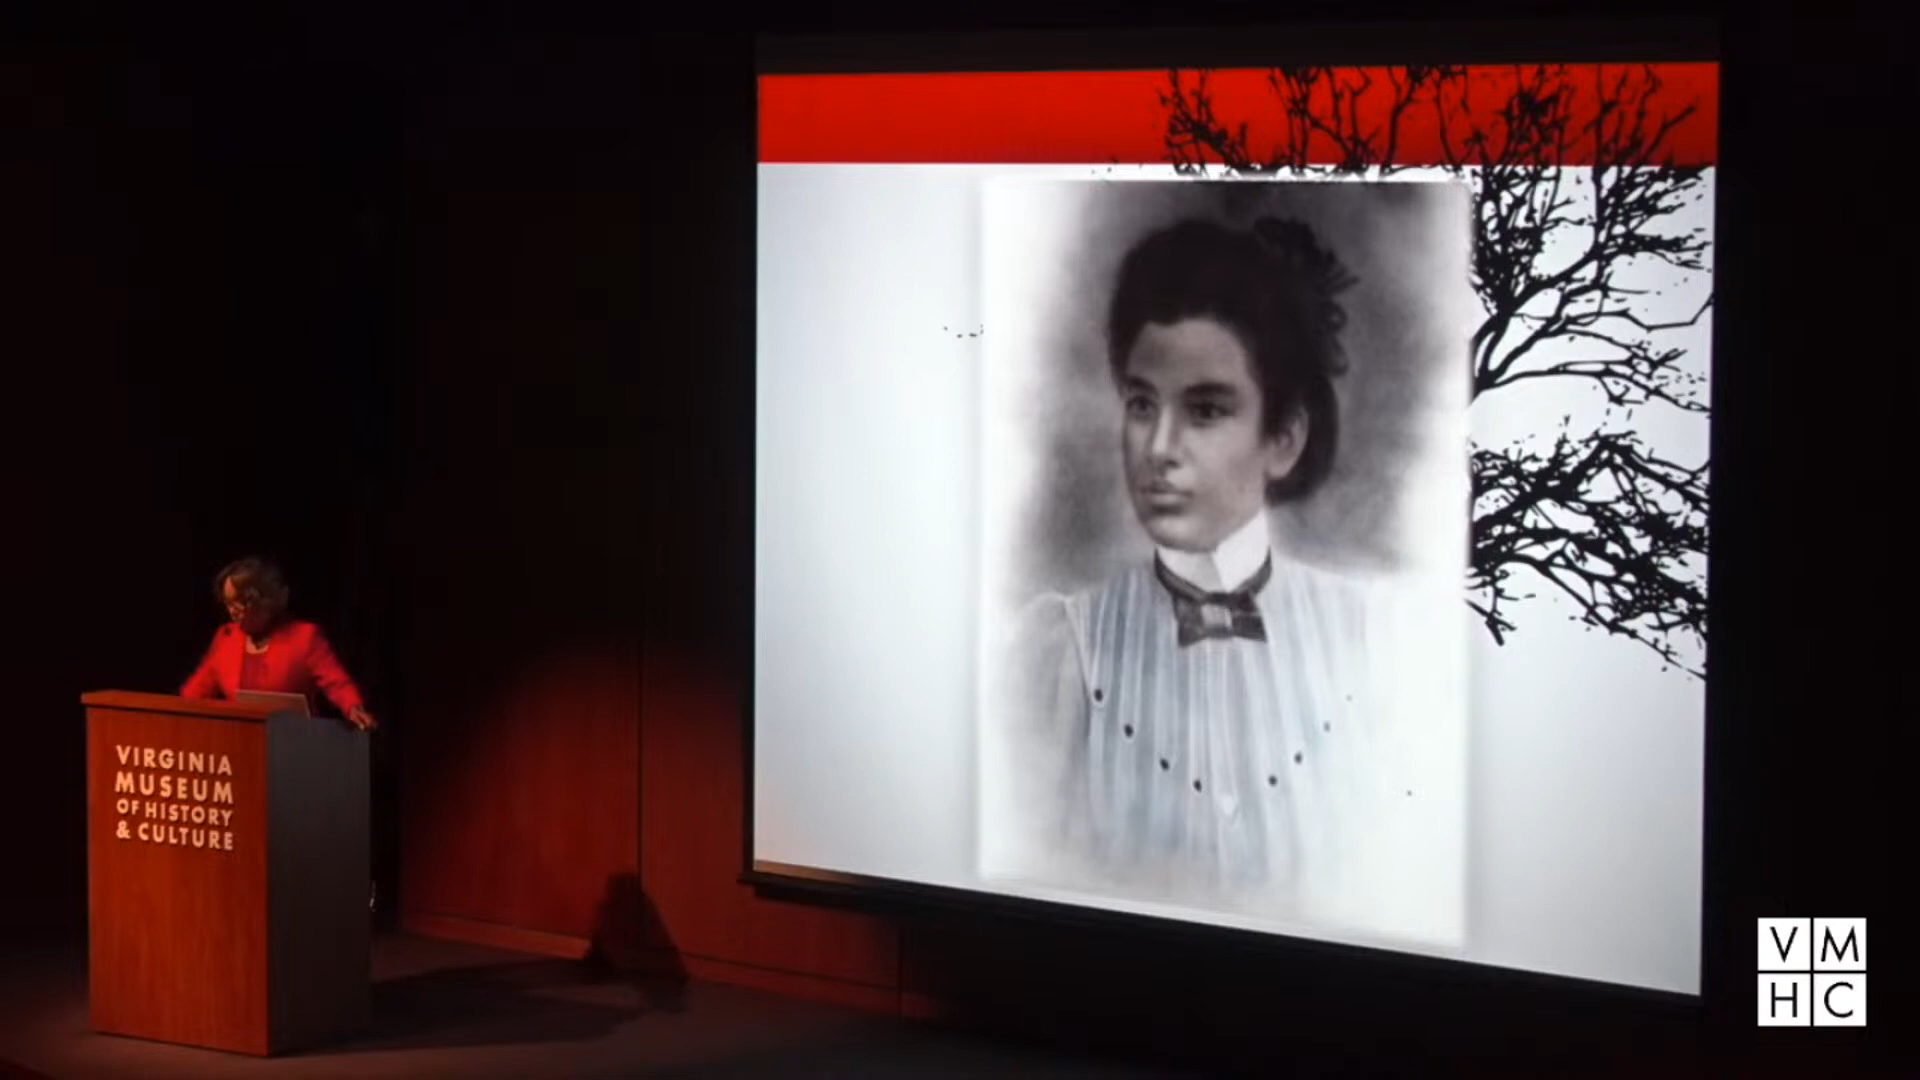 VIRGINIA
MUSEUM
OF HISTORY
& CULTURE
VM
HC